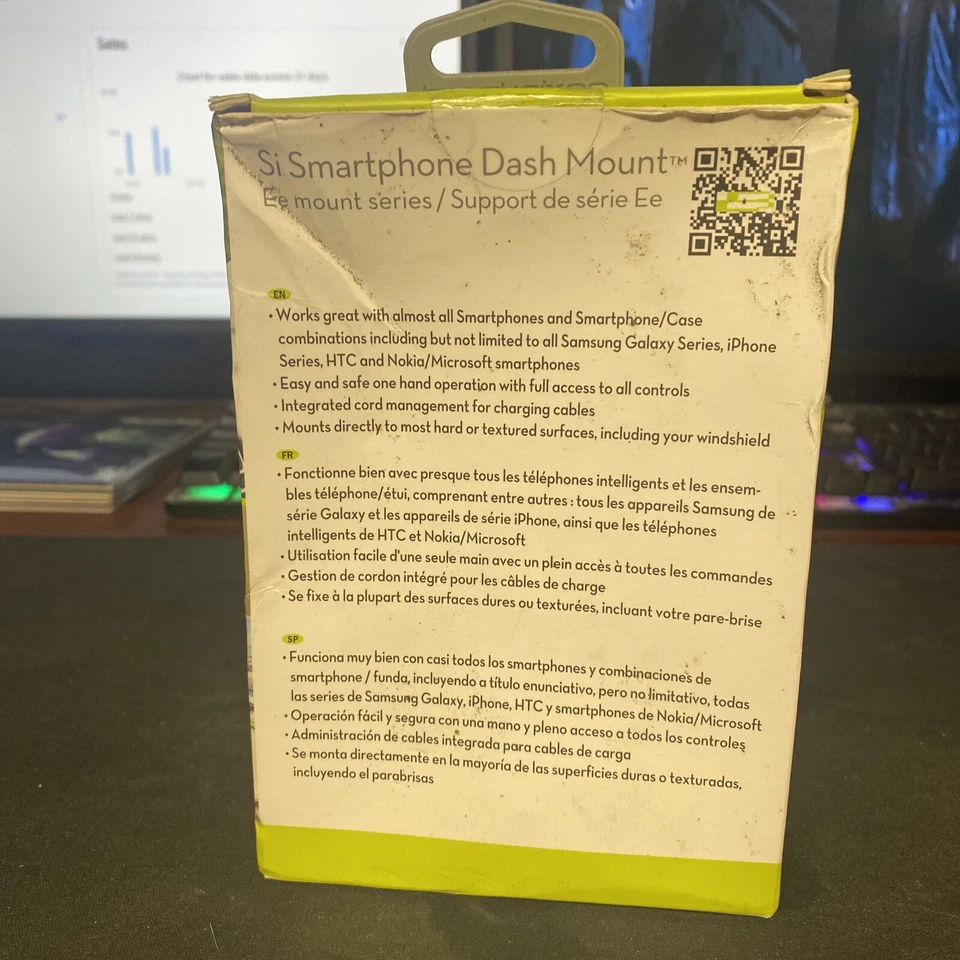 Sales
Si Smartphone Dash Mount™
Ee mount series / Support de série Ee
EN
• Works great with almost all Smartphones and Smartphone/Case
combinations including but not limited to all Samsung Galaxy Series, iPhone
Series, HTC and Nokia/Microsoft smartphones
• Easy and safe one hand operation with full access to all controls
• Integrated cord management for charging cables
• Mounts directly to most hard or textured surfaces, including your windshield
FR
• Fonctionne bien avec presque tous les téléphones intelligents et les ensem-
bles téléphone/étui, comprenant entre autres : tous les appareils Samsung de
série Galaxy et les appareils de série iPhone, ainsi que les téléphones
intelligents de HTC et Nokia/Microsoft
• Utilisation facile d'une seule main avec un plein accès à toutes les commandes
• Gestion de cordon intégré pour les câbles de charge
• Se fixe à la plupart des surfaces dures ou texturées, incluant votre pare-brise
SP
• Funciona muy bien con casi todos los smartphones y combinaciones de
smartphone / funda, incluyendo a título enunciativo, pero no limitativo, todas
las series de Samsung Galaxy, iPhone, HTC y smartphones de Nokia/Microsoft
• Operación fácil y segura con una mano y pleno acceso a todos los controles
• Administración de cables integrada para cables de carga
• Se monta directamente en la mayoría de las superficies duras o texturadas,
incluyendo el parabrisas